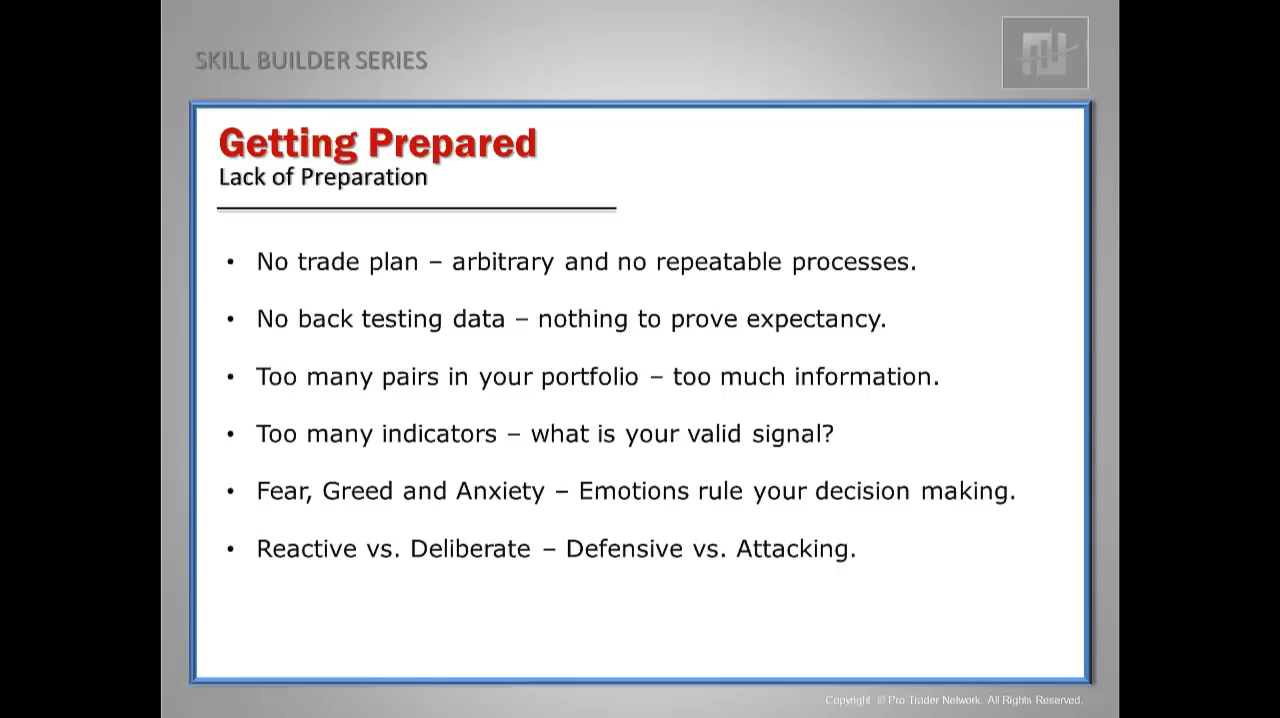 SKILL BUILDER SERIES
Getting Prepared
Lack of Preparation
• No trade plan – arbitrary and no repeatable processes.
• No back testing data – nothing to prove expectancy.
• Too many pairs in your portfolio – too much information.
• Too many indicators – what is your valid signal?
• Fear, Greed and Anxiety – Emotions rule your decision making.
• Reactive vs. Deliberate – Defensive vs. Attacking.
Copyright © Pro Trader Network. All Rights Reserved.